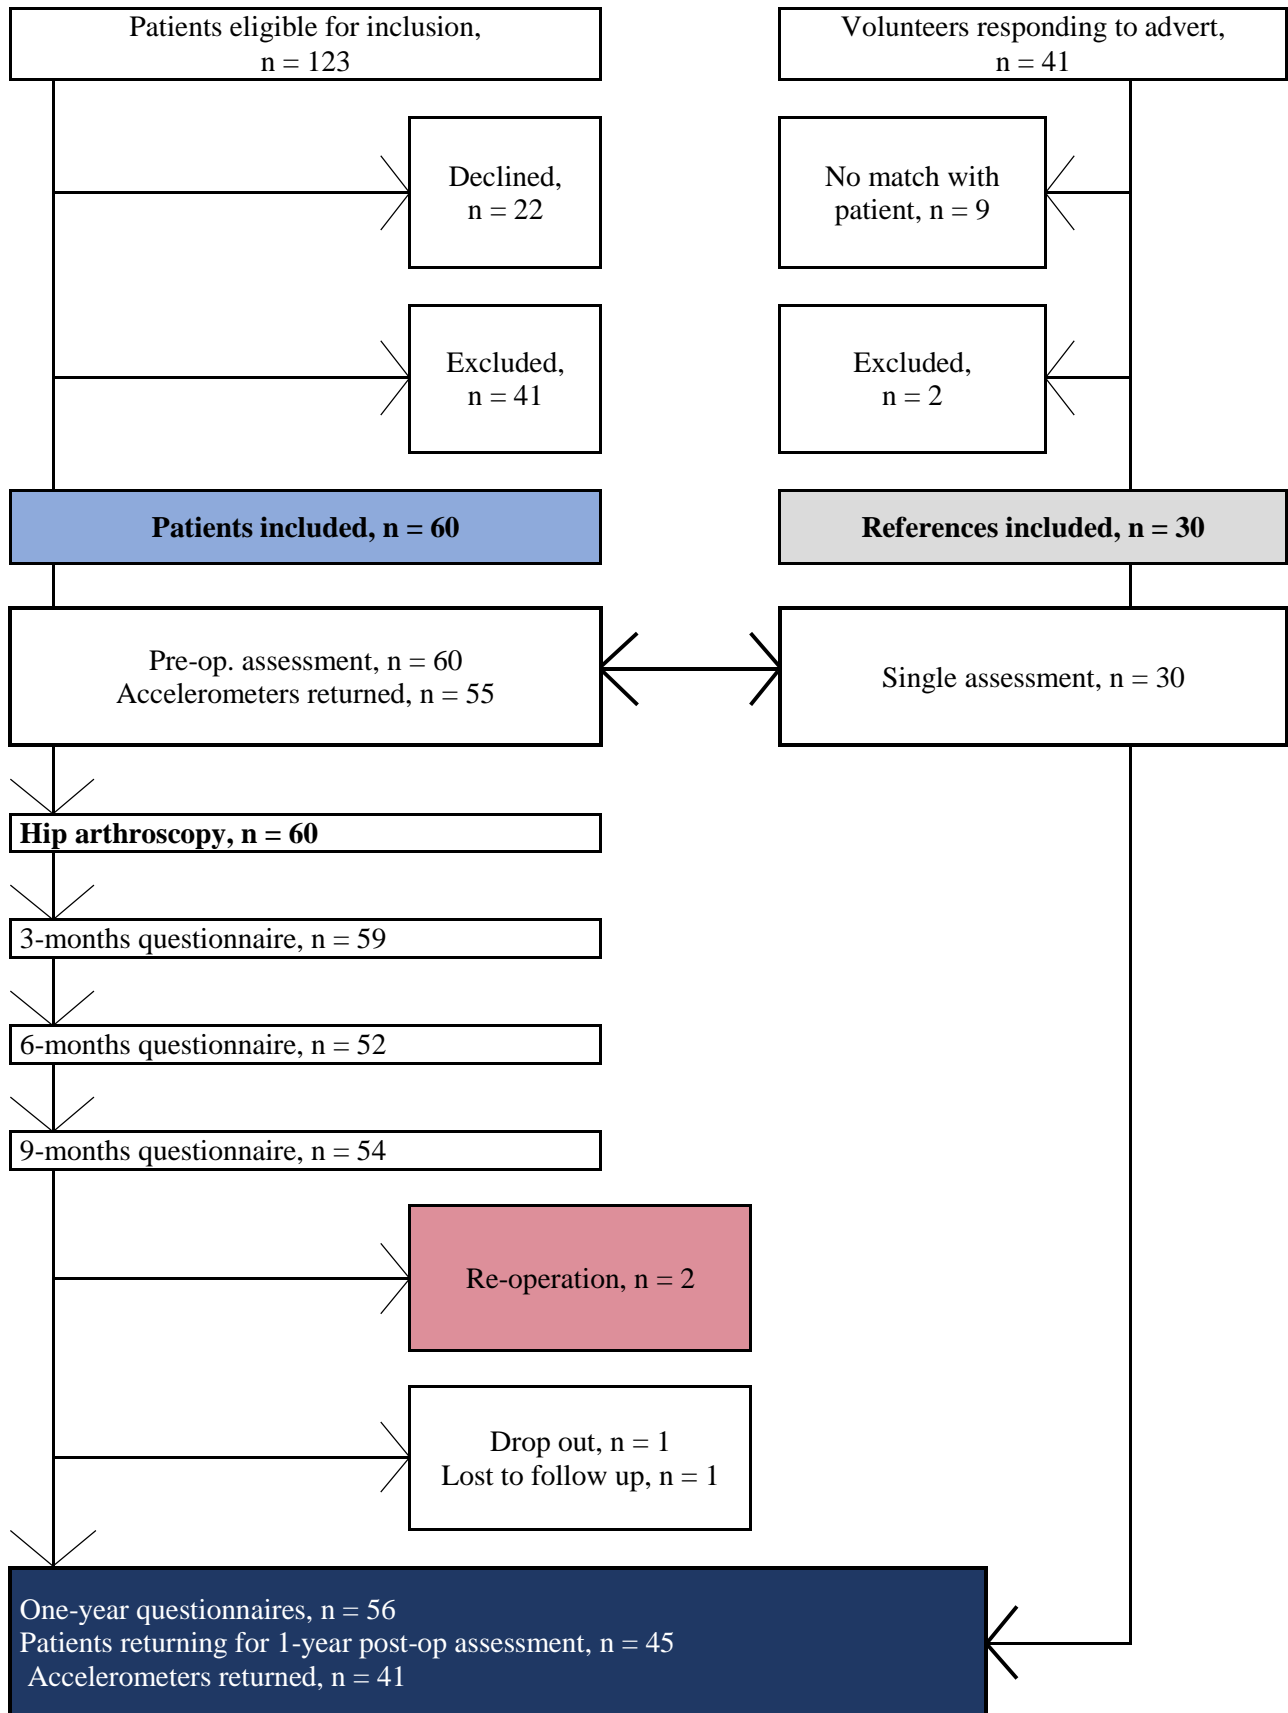 Patients eligible for inclusion,
n = 123
Volunteers responding to advert,
n = 41
Declined,
n = 22
No match with
patient, n = 9
Excluded,
n = 41
Excluded,
n = 2
Patients included, n = 60
References included, n = 30
Pre-op. assessment, n = 60
Accelerometers returned, n = 55
Single assessment, n = 30
Hip arthroscopy, n = 60
3-months questionnaire, n = 59
6-months questionnaire, n = 52
9-months questionnaire, n = 54
Re-operation, n = 2
Drop out, n = 1
Lost to follow up, n = 1
One-year questionnaires, n = 56
Patients returning for 1-year post-op assessment, n = 45
Accelerometers returned, n = 41